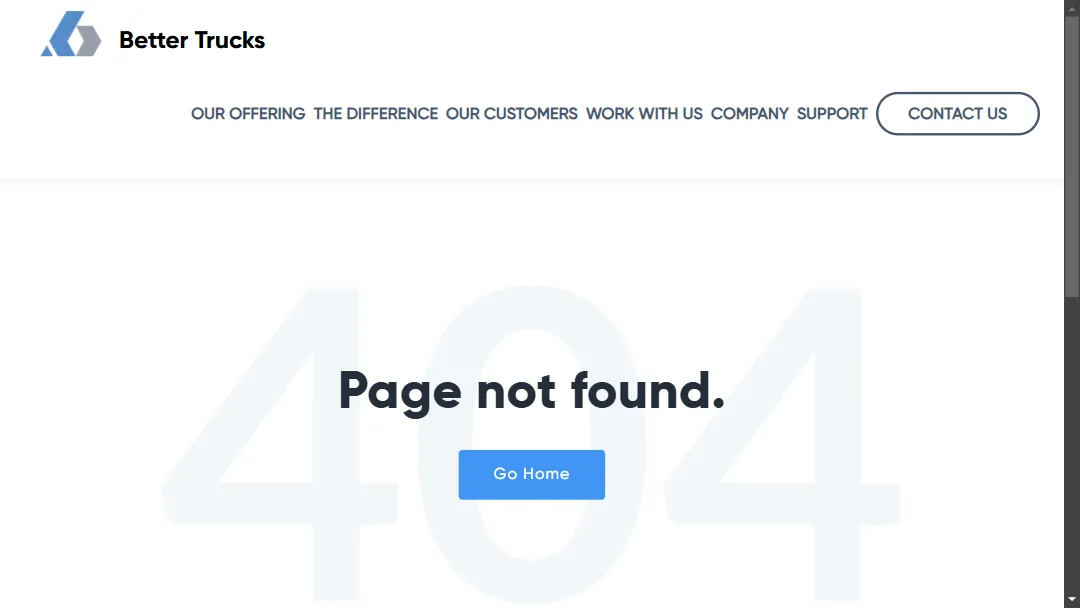 Better Trucks
OUR OFFERING THE DIFFERENCE OUR CUSTOMERS WORK WITH US COMPANY SUPPORT CONTACT US
404
Page not found.
Go Home